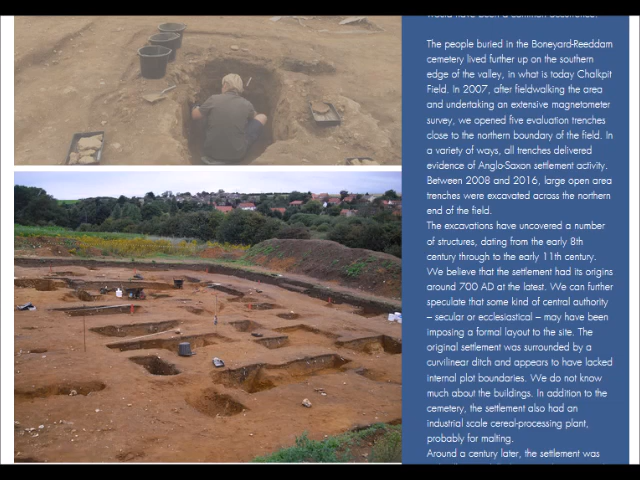 would have been a common occurrence.
The people buried in the Boneyard-Reeddam
cemetery lived further up on the southern
edge of the valley, in what is today Chalkpit
Field. In 2007, after fieldwalking the area
and undertaking an extensive magnetometer
survey, we opened five evaluation trenches
close to the northern boundary of the field. In
a variety of ways, all trenches delivered
evidence of Anglo-Saxon settlement activity.
Between 2008 and 2016, large open area
trenches were excavated across the northern
end of the field.
The excavations have uncovered a number
of structures, dating from the early 8th
century through to the early 11th century.
We believe that the settlement had its origins
around 700 AD at the latest. We can further
speculate that some kind of central authority
– secular or ecclesiastical – may have been
imposing a formal layout to the site. The
original settlement was surrounded by a
curvilinear ditch and appears to have lacked
internal plot boundaries. We do not know
much about the buildings. In addition to the
cemetery, the settlement also had an
industrial scale cereal-processing plant,
probably for malting.
Around a century later, the settlement was